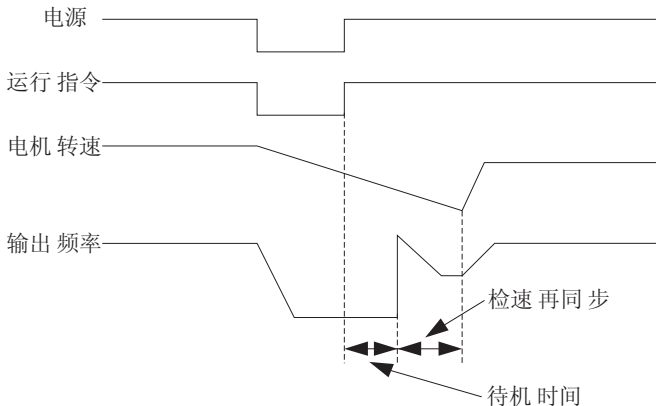 电源
运行 指令
电机 转速
输出 频率
检速 再同 步
待机 时间